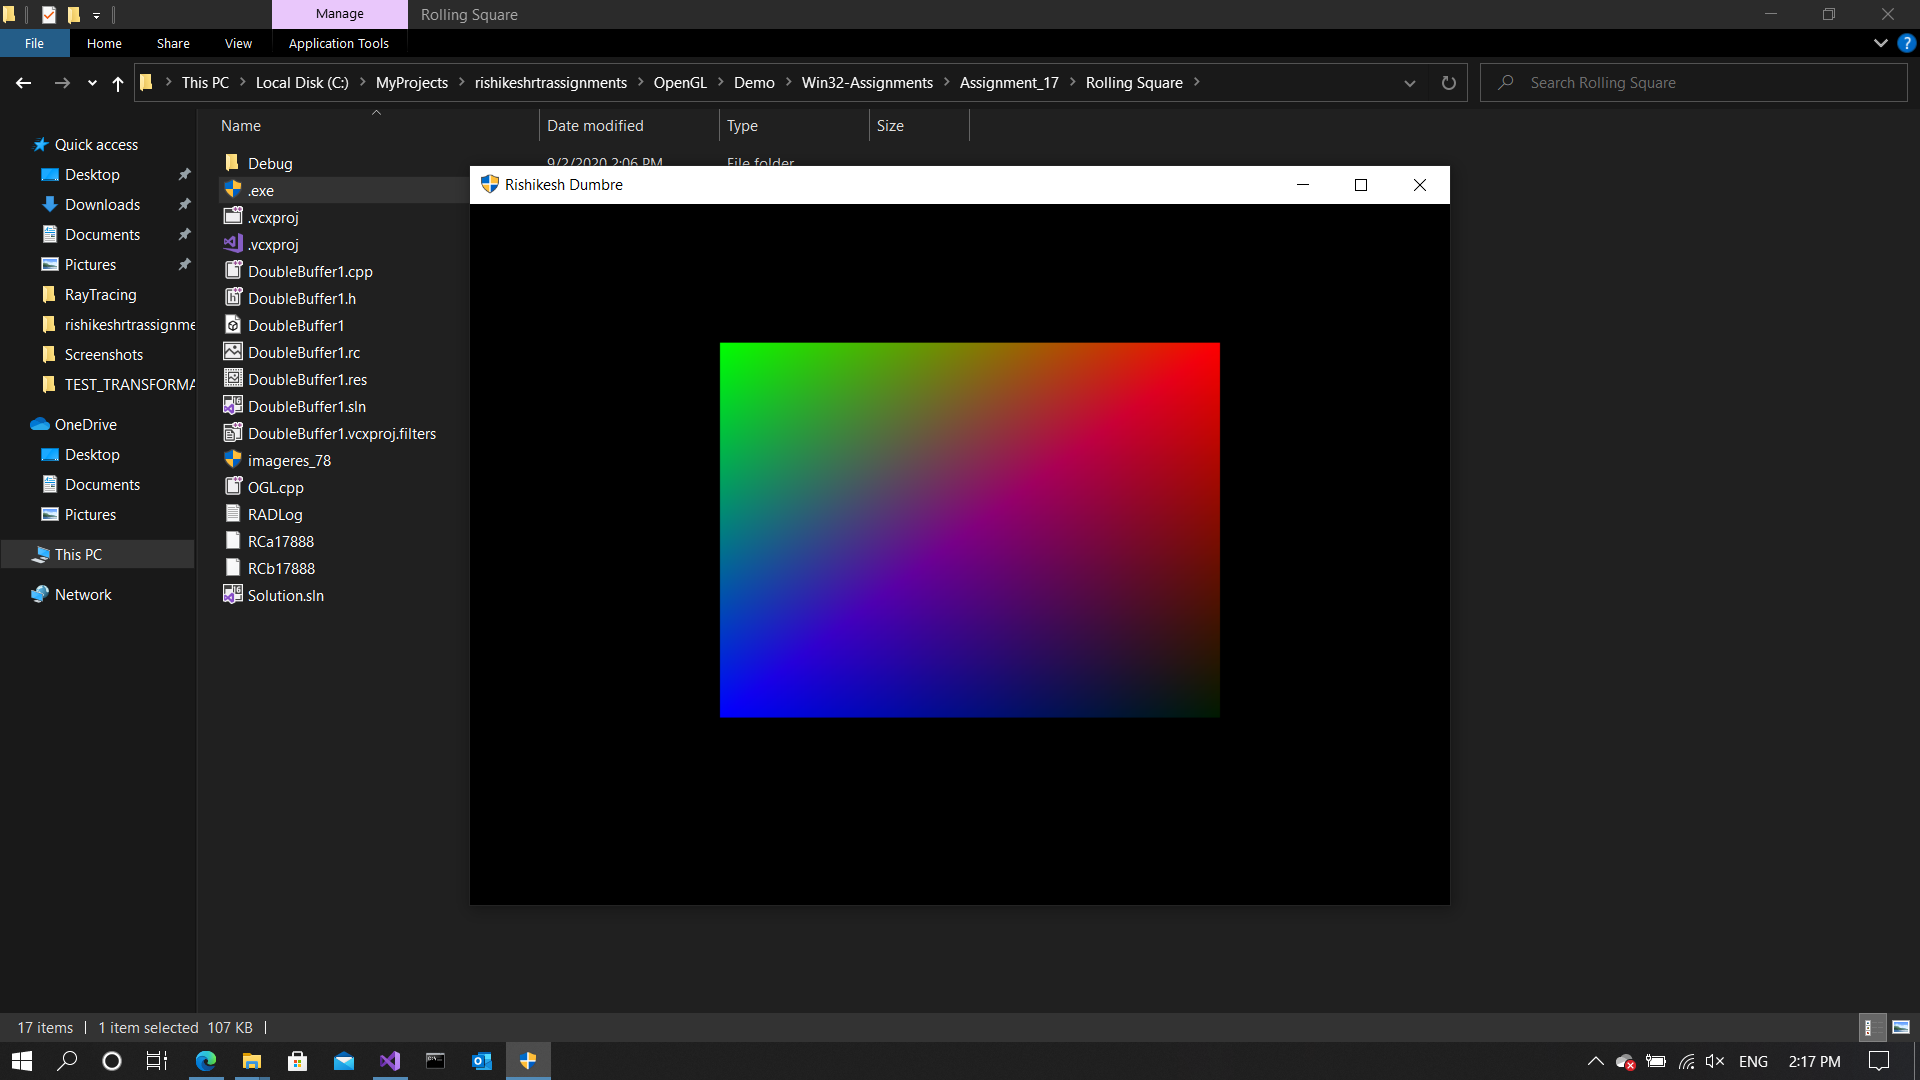 Manage
Rolling Square
File
Home
Share
View
Application Tools
?
This PC
Local Disk (C:)
MyProjects
rishikeshrtrassignments
OpenGL
Demo
Win32-Assignments
Assignment_17
Rolling Square
Search Rolling Square
Name
Date modified
Type
Size
Quick access
Desktop
Downloads
Documents
Pictures
RayTracing
rishikeshrtrassignme
Screenshots
TEST_TRANSFORMA
OneDrive
Desktop
Documents
Pictures
This PC
Network
Debug
9/2/2020 2:06 PM
File folder
.exe
.vcxproj
.vcxproj
DoubleBuffer1.cpp
DoubleBuffer1.h
DoubleBuffer1
DoubleBuffer1.rc
DoubleBuffer1.res
DoubleBuffer1.sln
DoubleBuffer1.vcxproj.filters
imageres_78
OGL.cpp
RADLog
RCa17888
RCb17888
Solution.sln
Rishikesh Dumbre
17 items
1 item selected 107 KB
ENG
2:17 PM